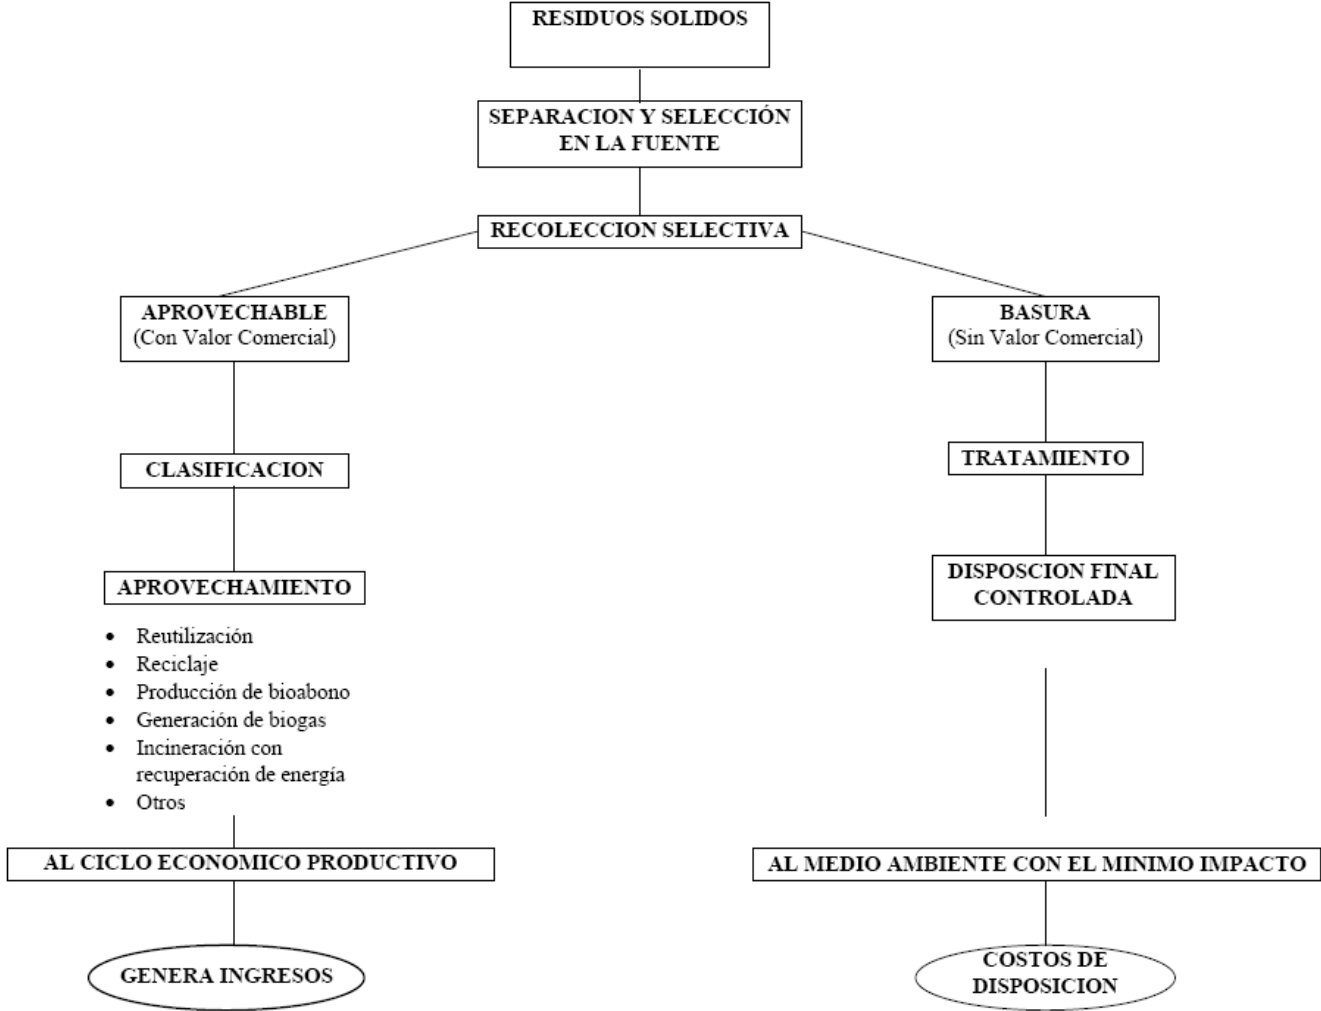 RESIDUOS SOLIDOS
SEPARACION Y SELECCIÓN
EN LA FUENTE
RECOLECCION SELECTIVA
APROVECHABLE
(Con Valor Comercial)
CLASIFICACION
APROVECHAMIENTO
• Reutilización
• Reciclaje
• Producción de bioabono
• Generación de biogas
• Incineración con
recuperación de energía
• Otros
AL CICLO ECONOMICO PRODUCTIVO
GENERA INGRESOS
BASURA
(Sin Valor Comercial)
TRATAMIENTO
DISPOSCION FINAL
CONTROLADA
AL MEDIO AMBIENTE CON EL MINIMO IMPACTO
COSTOS DE
DISPOSICION